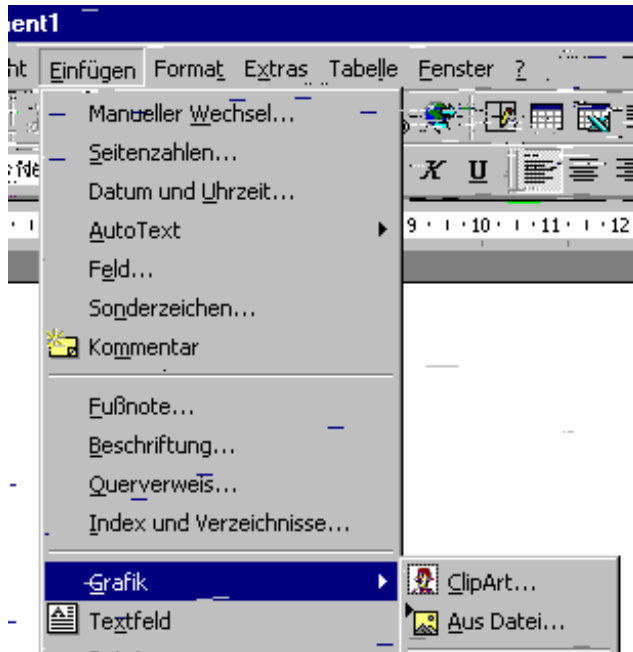 ent1
ht Einfügen Format Extras Tabelle Fenster ?
Manueller Wechsel...
Seitenzahlen...
K U
Datum und Uhrzeit...
AutoText
9 · 10 · 11 · 12
Feld...
Sonderzeichen...
Kommentar
Fußnote...
Beschriftung...
Querverweis...
Index und Verzeichnisse...
Grafik
ClipArt...
Textfeld
Aus Datei...